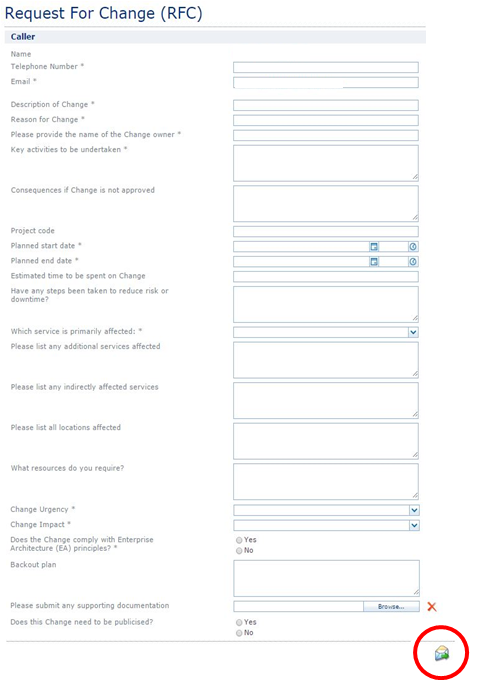 Request For Change (RFC)
Caller
Name
Telephone Number *
Email *
Description of Change *
Reason for Change *
Please provide the name of the Change owner *
Key activities to be undertaken *
Consequences if Change is not approved
Project code
Planned start date *
Planned end date *
Estimated time to be spent on Change
Have any steps been taken to reduce risk or
downtime?
Which service is primarily affected: *
Please list any additional services affected
Please list any indirectly affected services
Please list all locations affected
What resources do you require?
Change Urgency *
Change Impact *
Does the Change comply with Enterprise
Architecture (EA) principles? *
Yes
No
Backout plan
Please submit any supporting documentation
Browse...
Does this Change need to be publicised?
Yes
No